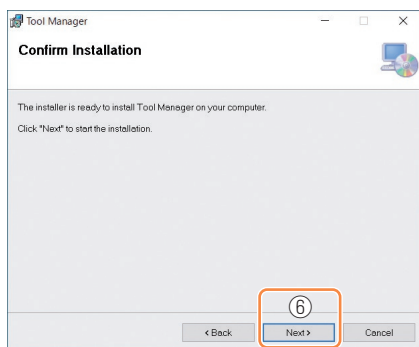 Tool Manager
Confirm Installation
The installer is ready to install Tool Manager on your computer.
Click "Next" to start the installation.
⑥
< Back
Next >
Cancel